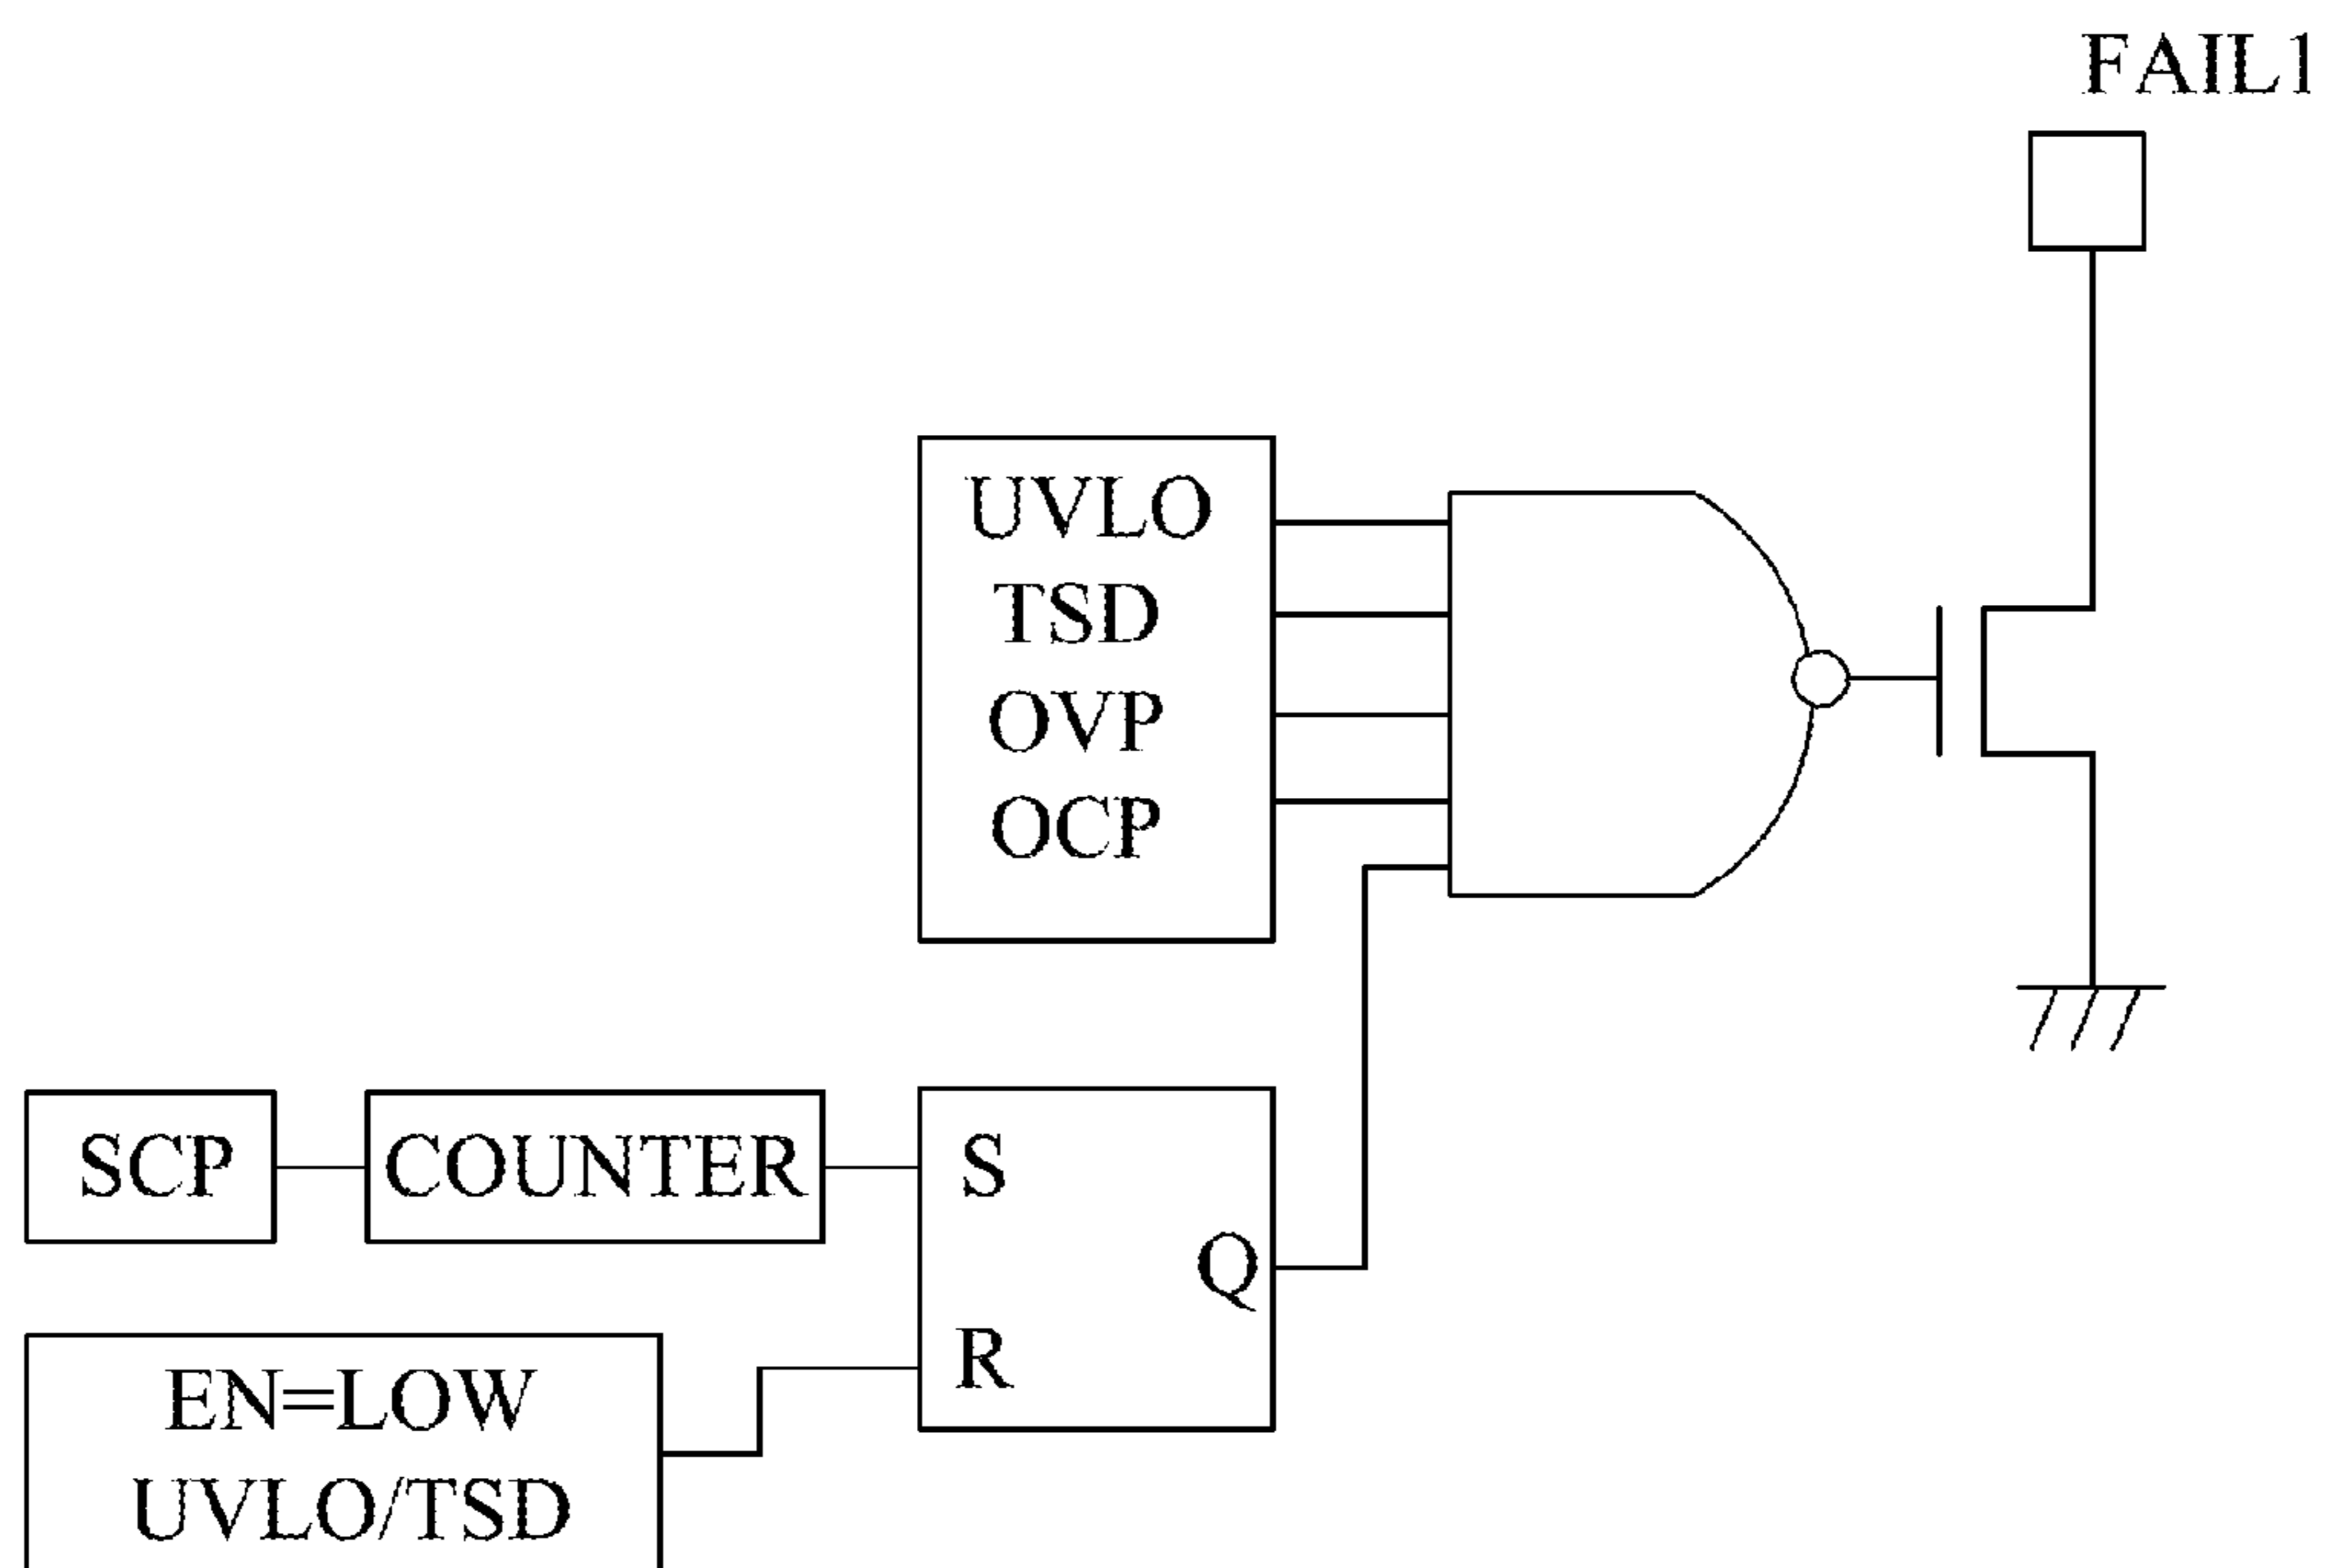 FAIL1
UVLO
TSD
OVP
OCP
SCP
COUNTER
S
Q
R
EN=LOW
UVLO/TSD